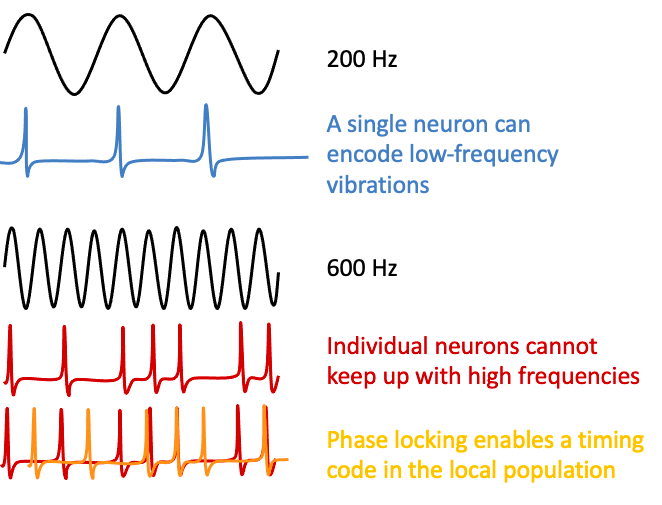 200 Hz
A single neuron can
encode low-frequency
vibrations
600 Hz
Individual neurons cannot
keep up with high frequencies
Phase locking enables a timing
code in the local population